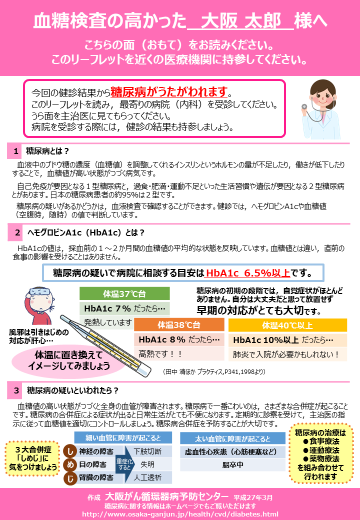 血糖検査の高かった 大阪 太郎 様へ
こちらの面（おもて）をお読みください。
このリーフレットを近くの医療機関に持参してください。
今回の健診結果から糖尿病がうたがわれます。
このリーフレットを読み，最寄りの病院（内科）を受診してください。
うら面を主治医に見てもらってください。
病院を受診する際には，健診の結果も持参しましょう。
1 糖尿病とは？
血液中のブドウ糖の濃度（血糖値）を調整してくれるインスリンというホルモンの量が不足したり，働きが低下したりすることで，血糖値が高い状態がつづく病気です。
自己免疫が要因となる１型糖尿病と，過食・肥満・運動不足といった生活習慣や遺伝が要因となる２型糖尿病とがあります。日本の糖尿病患者の約95％は２型です。
糖尿病の疑いがあるかどうかは，血液検査で確認することができます。健診では，ヘモグロビンA1cや血糖値（空腹時，随時）の値で判断しています。
2 ヘモグロビンA1c（HbA1c）とは？
HbA1cの値は，採血前の１～２か月間の血糖値の平均的な状態を反映しています。血糖値とは違い，直前の食事の影響を受けることはありません。
糖尿病の疑いで病院に相談する目安はHbA1c 6.5%以上です。
体温37℃台
HbA1c 7％ だったら…
発熱しています
糖尿病の初期の段階では，自覚症状がほとんどありません。自分は大丈夫だと思って放置せず
早期の対応がとても大切です。
風邪は引きはじめの対応が肝心…
体温38℃台
HbA1c 8％ だったら…
高熱です！！
体温40℃以上
HbA1c 10％以上 だったら…
肺炎で入院が必要かもしれない！
体温に置き換えて
イメージしてみましょう
（田中 積ほか プラクティス,P341,1998より）
3 糖尿病の疑いといわれたら？
血糖値の高い状態がつづくと全身の血管が障害されます。糖尿病で一番こわいのは，さまざまな合併症が起こることです。糖尿病の合併症による症状が出ると日常生活がとても不便になります。定期的に診察を受けて，主治医の指示に従って血糖値を適切にコントロールしましょう。糖尿病合併症を予防することが大切です。
３大合併症
「しめじ」に
気をつけましょう
細い血管に障害が起こると
し 神経の障害 下肢切断
め 目の障害 失明
じ 腎臓の障害 人工透析
太い血管に障害が起こると
虚血性心疾患（心筋梗塞など）
脳卒中
糖尿病の治療は
●食事療法
●運動療法
●薬物療法
を組み合わせて
行われます
作成 大阪がん循環器病予防センター 平成27年3月
糖尿病に関する情報はホームページでもご覧いただけます
http://www.osaka-ganjun.jp/health/cvd/diabetes.html